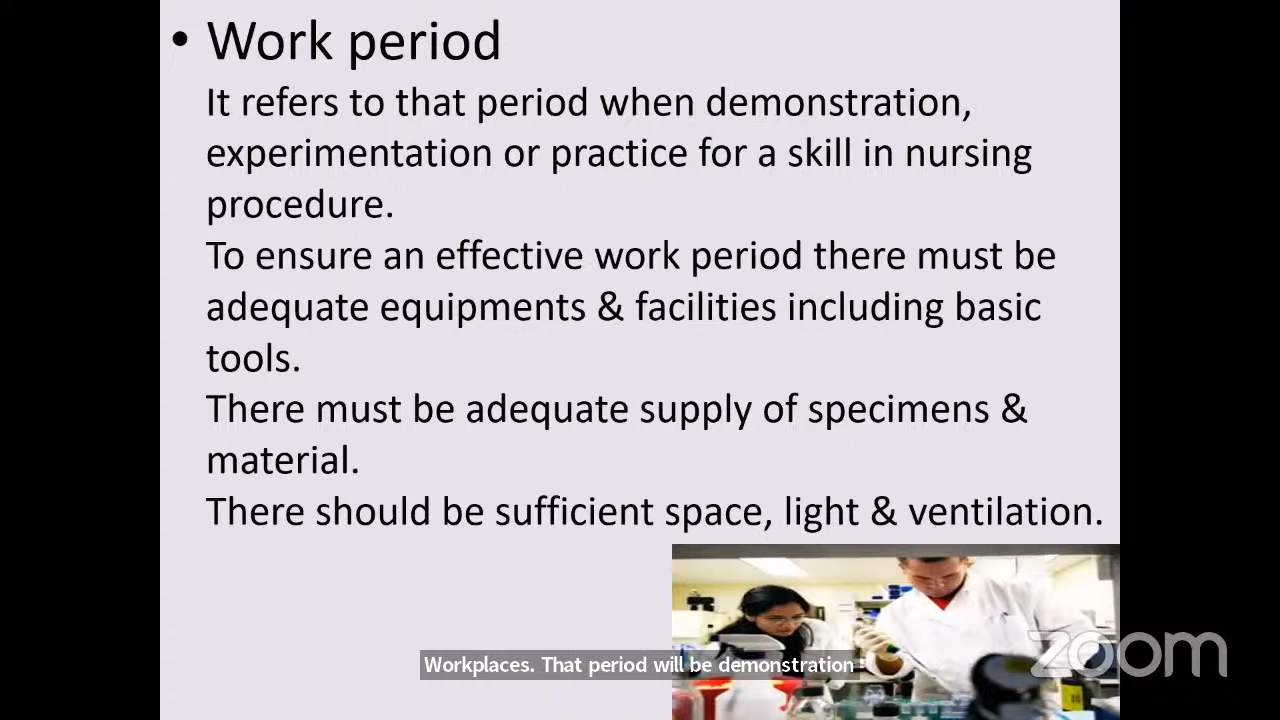 • Work period
It refers to that period when demonstration,
experimentation or practice for a skill in nursing
procedure.
To ensure an effective work period there must be
adequate equipments & facilities including basic
tools.
There must be adequate supply of specimens &
material.
There should be sufficient space, light & ventilation.
zoom
Workplaces. That period will be demonstration